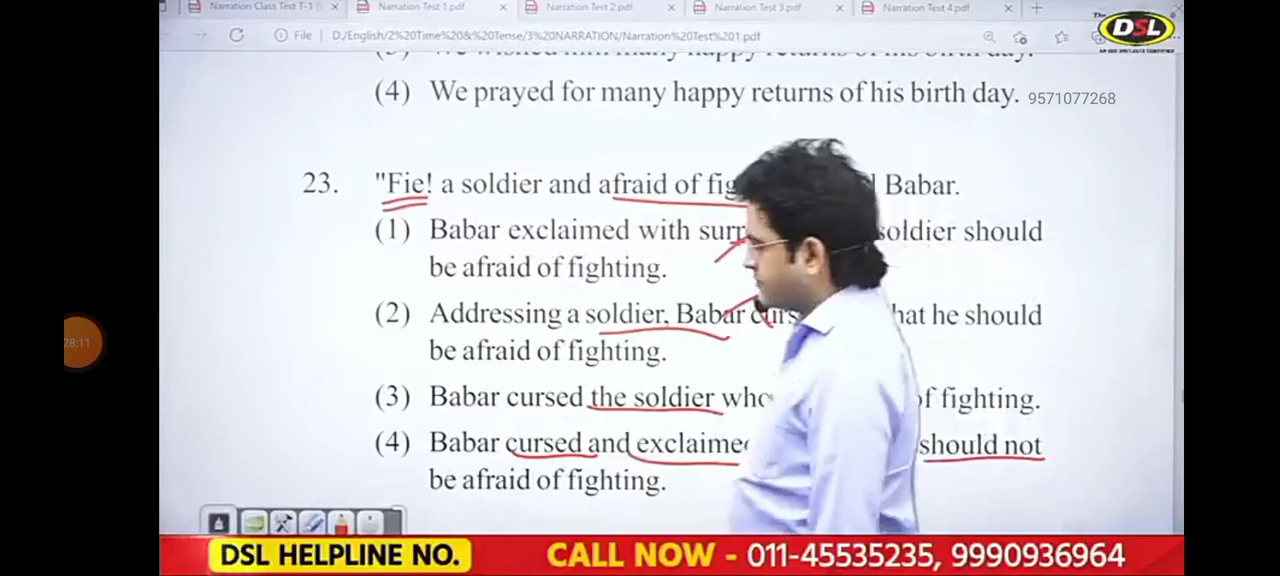 Narration Class Test T-1
Narration Test 1.pdf
Narration Test 2.pdf
Narration Test 3.pdf
Narration Test 4.pdf
The
DSL
File
D:/English/2%20Time%20&%20Tense/3%20NARRATION/Narration%20Test%201.pdf
(4) We prayed for many happy returns of his birth day.
9571077268
23. "Fie! a soldier and afraid of Babar.
(1) Babar exclaimed with soldier should
be afraid of fighting.
(2) Addressing a soldier, Babar he should
be afraid of fighting.
28:11
(3) Babar cursed the soldier of fighting.
(4) Babar cursed and should not
be afraid of fighting.
DSL HELPLINE NO.
CALL NOW - 011-45535235, 9990936964